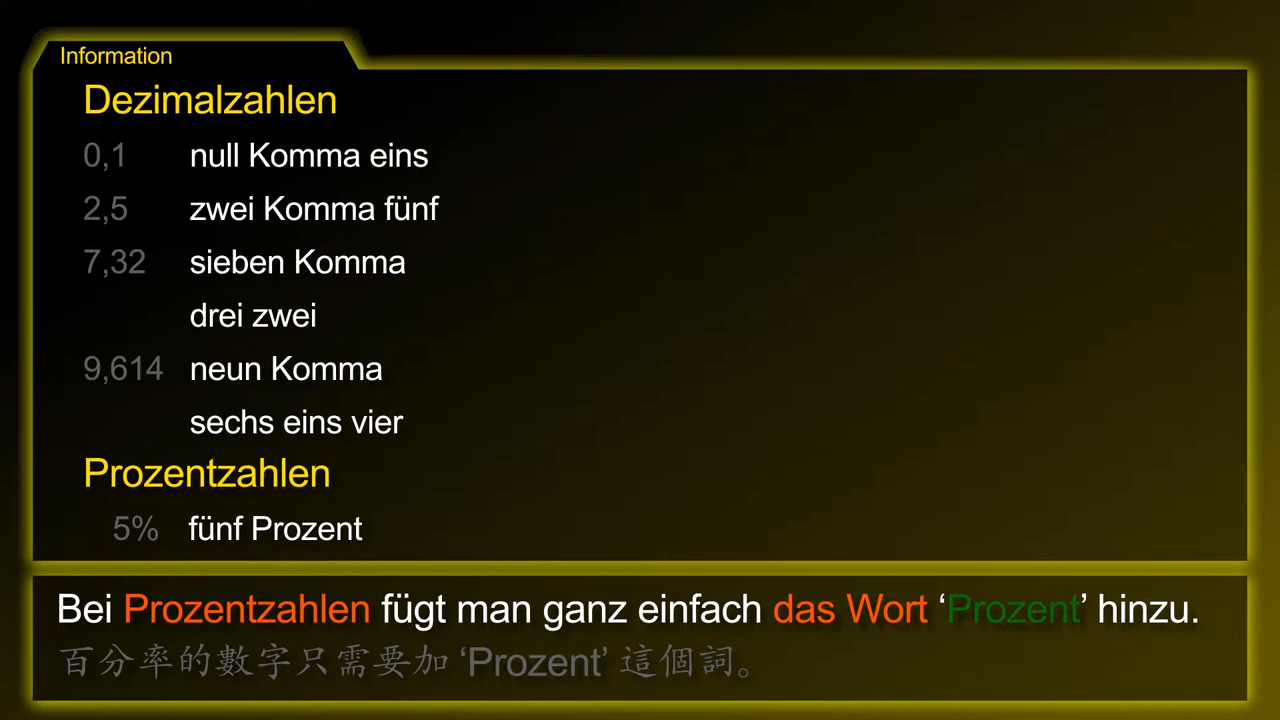 Information
Dezimalzahlen
0,1 null Komma eins
2,5 zwei Komma fünf
7,32 sieben Komma
drei zwei
9,614 neun Komma
sechs eins vier
Prozentzahlen
5% fünf Prozent
Bei Prozentzahlen fügt man ganz einfach das Wort ‘Prozent’ hinzu.
百分率的數字只需要加 ‘Prozent’ 這個詞。